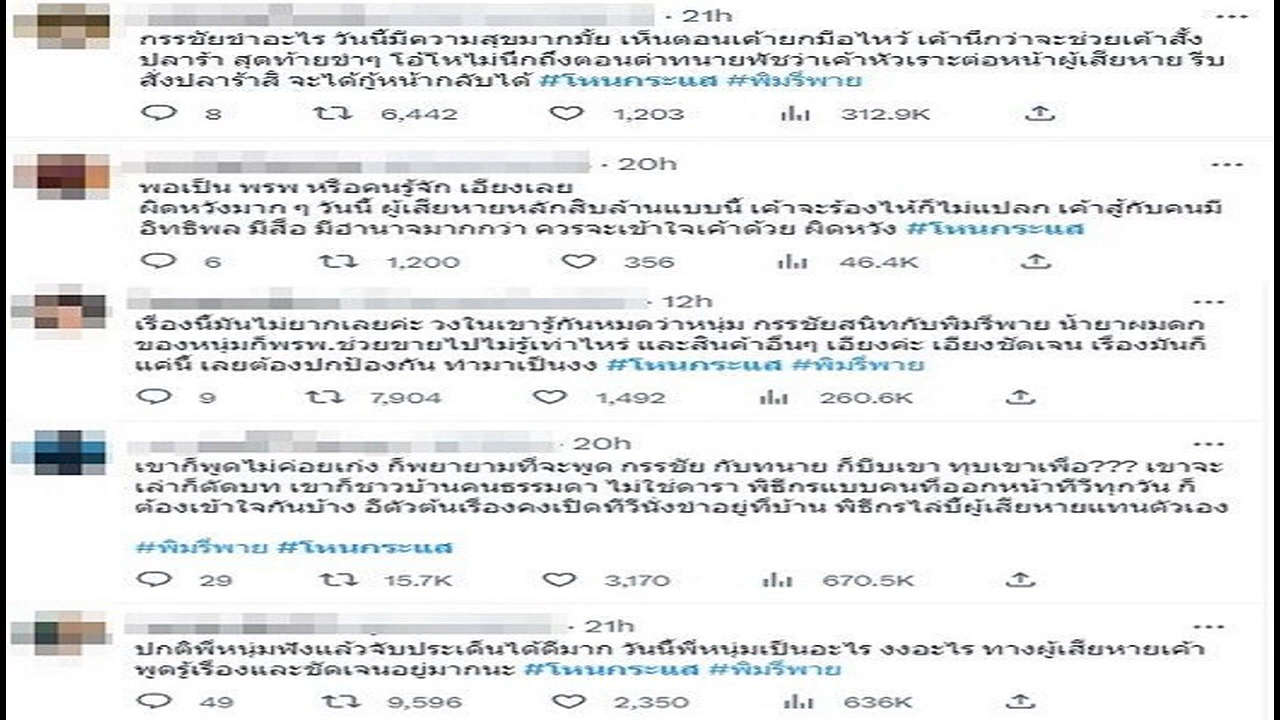 · 21h
กรรชัยขำอะไร วันนี้มีความสุขมากมั้ย เห็นตอนเค้ายกมือไหว้ เค้านึกว่าจะช่วยเค้าสั่ง
ปลาร้า สุดท้ายขำๆ โอ้โหไม่นึกถึงตอนด่าทนายพัชว่าเค้าหัวเราะต่อหน้าผู้เสียหาย รีบ
สั่งปลาร้าสิ จะได้กู้หน้ากลับได้ #โหนกระแส #พิมรี่พาย
8 6,442 1,203 312.9K
· 20h
พอเป็น พรพ หรือคนรู้จัก เอียงเลย
ผิดหวังมาก ๆ วันนี้ ผู้เสียหายหลักสิบล้านแบบนี้ เค้าจะร้องไห้ก็ไม่แปลก เค้าสู้กับคนมี
อิทธิพล มีสื่อ มีอำนาจมากกว่า ควรจะเข้าใจเค้าด้วย ผิดหวัง #โหนกระแส
6 1,200 356 46.4K
· 12h
เรื่องนี้มันไม่ยากเลยค่ะ วงในเขารู้กันหมดว่าหนุ่ม กรรชัยสนิทกับพิมรี่พาย น้ำยาผมดก
ของหนุ่มก็พรพ.ช่วยขายไปไม่รู้เท่าไหร่ และสินค้าอื่นๆ เอียงค่ะ เอียงชัดเจน เรื่องมันก็
แค่นี้ เลยต้องปกป้องกัน ทำมาเป็นงง #โหนกระแส #พิมรี่พาย
9 7,904 1,492 260.6K
· 20h
เขาก็พูดไม่ค่อยเก่ง ก็พยายามที่จะพูด กรรชัย กับทนาย ก็บีบเขา ทุบเขาเพื่อ??? เขาจะ
เล่าก็ตัดบท เขาก็ชาวบ้านคนธรรมดา ไม่ใช่ดารา พิธีกรแบบคนที่ออกหน้าทีวีทุกวัน ก็
ต้องเข้าใจกันบ้าง อีตัวต้นเรื่องคงเปิดทีวีนั่งขำอยู่ที่บ้าน พิธีกรไล่บี้ผู้เสียหายแทนตัวเอง
#พิมรี่พาย #โหนกระแส
29 15.7K 3,170 670.5K
· 21h
ปกติพี่หนุ่มฟังแล้วจับประเด็นได้ดีมาก วันนี้พี่หนุ่มเป็นอะไร งงอะไร ทางผู้เสียหายเค้า
พูดรู้เรื่องและชัดเจนอยู่มากนะ #โหนกระแส #พิมรี่พาย
49 9,596 2,350 636K